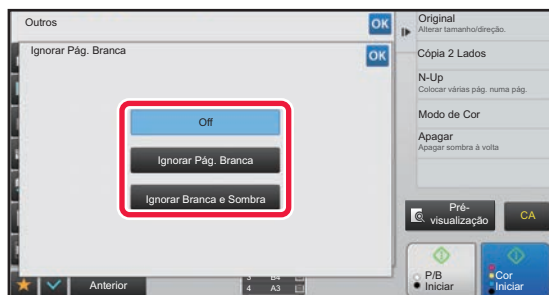 Outros
OK
Ignorar Pág. Branca
OK
Off
Ignorar Pág. Branca
Ignorar Branca e Sombra
Anterior
3 B4
4 A3
Original
Alterar tamanho/direção.
Cópia 2 Lados
N-Up
Colocar várias pág. numa pág.
Modo de Cor
Apagar
Apagar sombra à volta
Pré-
visualização
CA
P/B
Iniciar
Cor
Iniciar